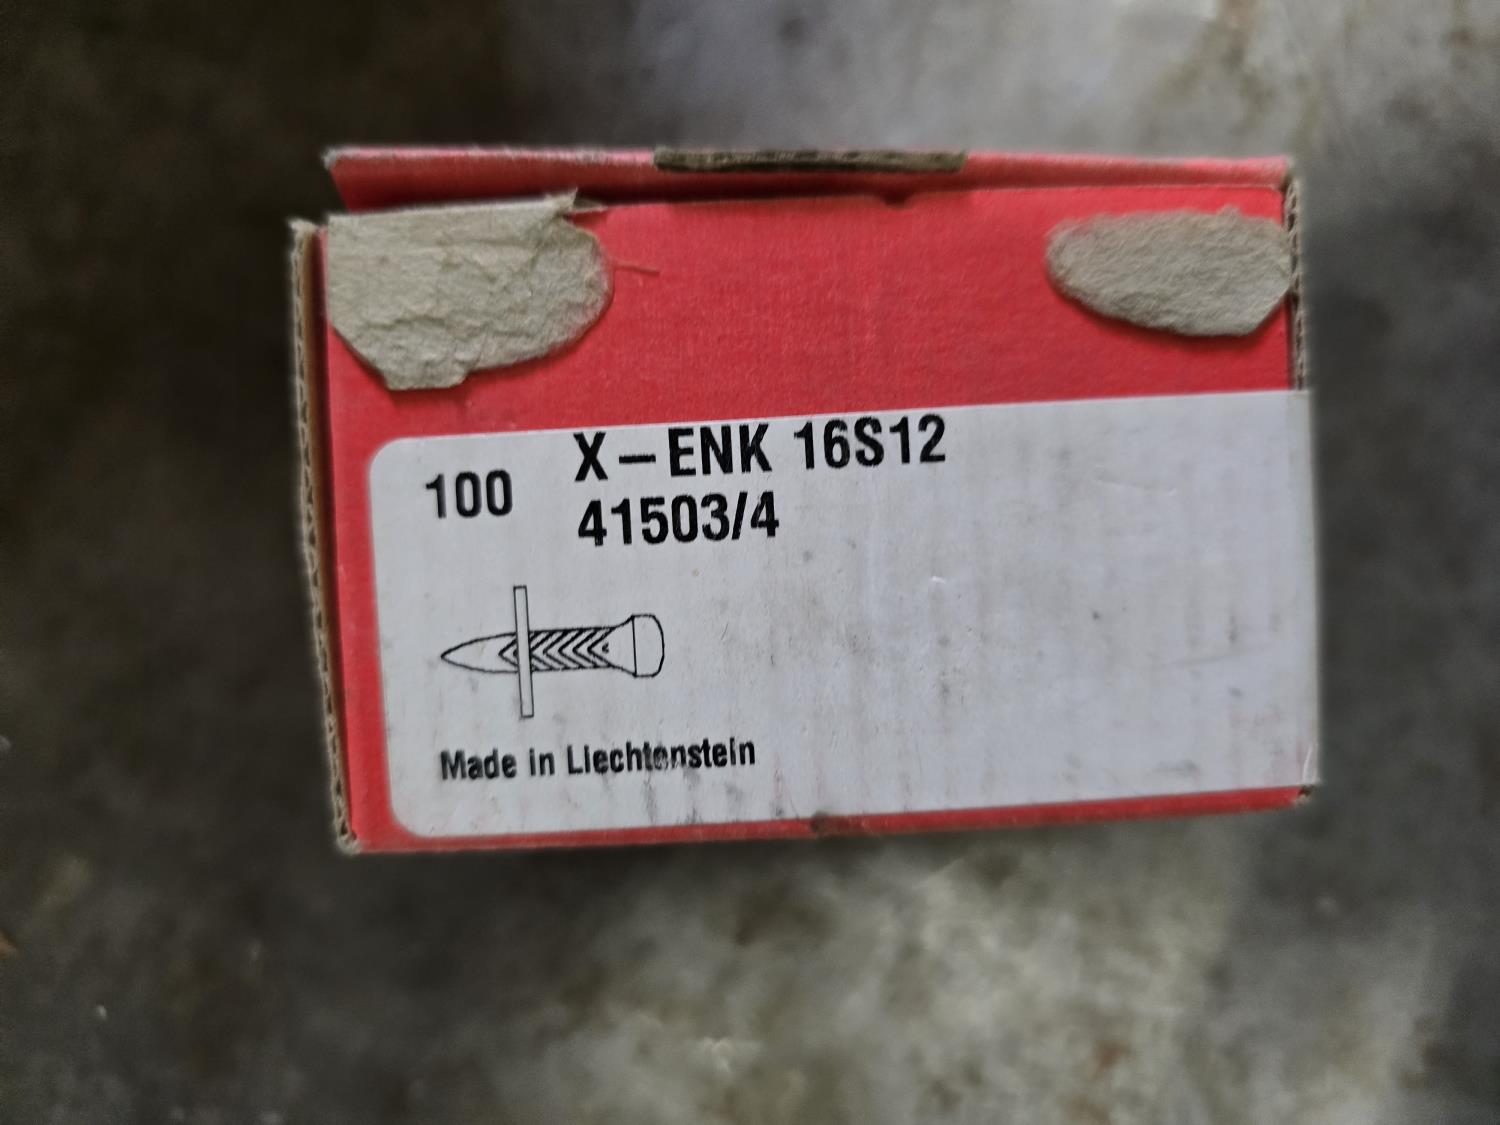 100
X-ENK 16S12
41503/4
Made in Liechtenstein